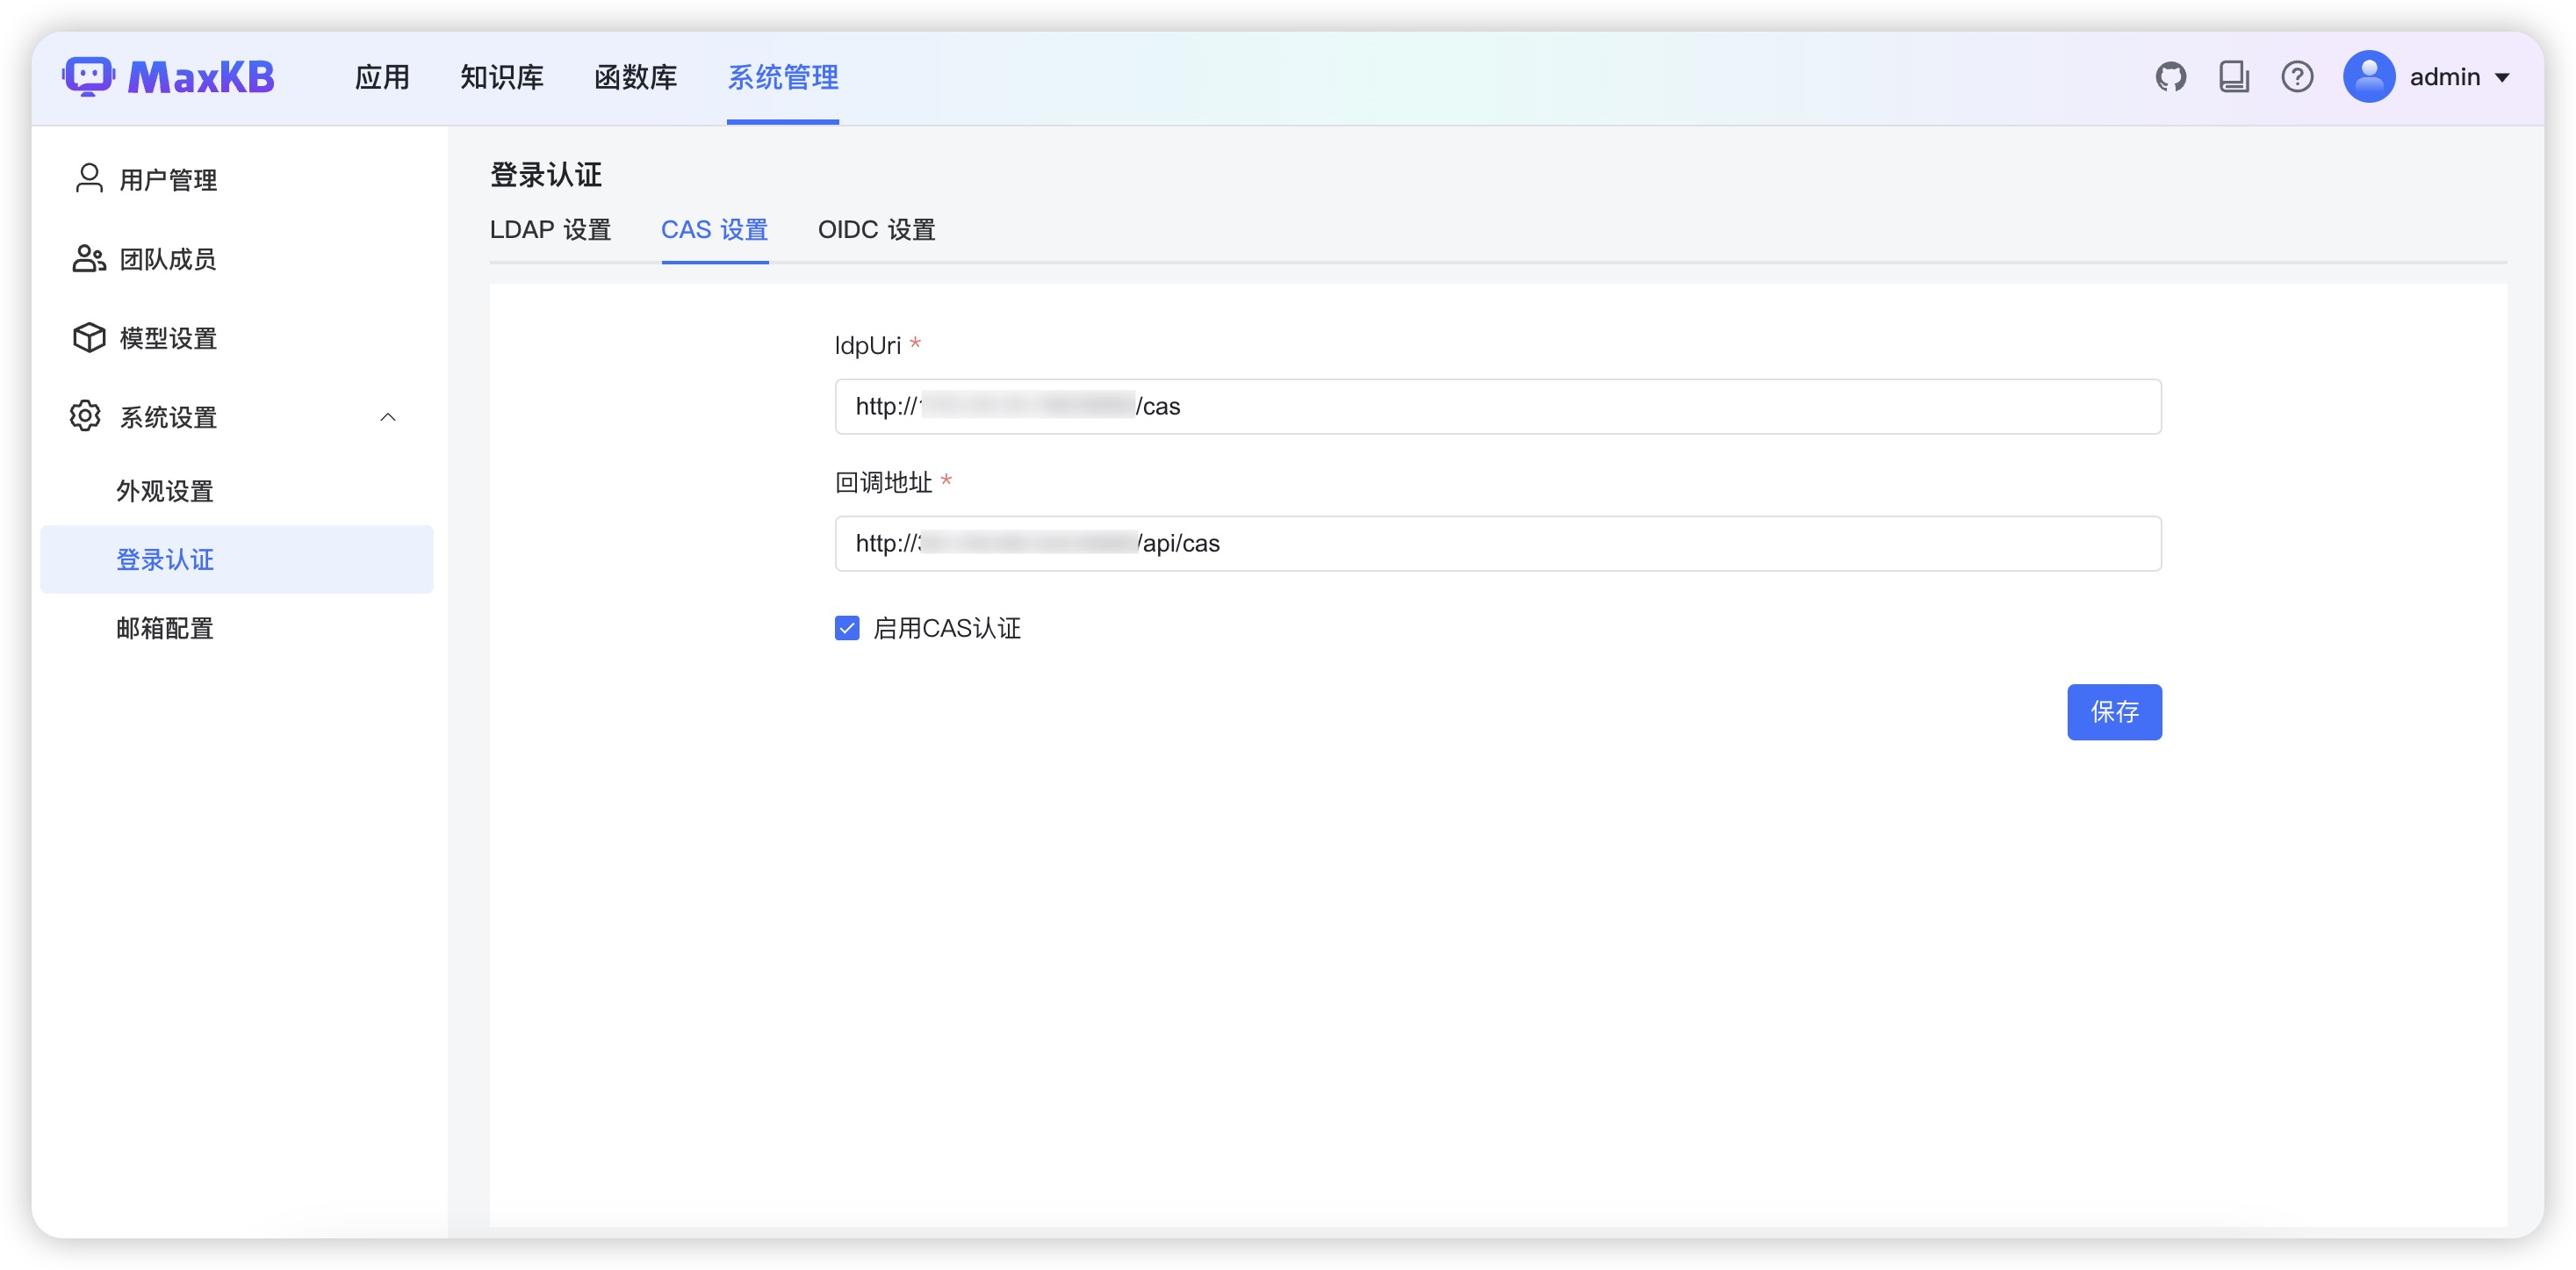 MaxKB
应用
知识库
函数库
系统管理
admin
用户管理
团队成员
模型设置
系统设置
外观设置
登录认证
邮箱配置
登录认证
LDAP 设置
CAS 设置
OIDC 设置
ldpUri *
http:// /cas
回调地址 *
http:// /api/cas
启用CAS认证
保存